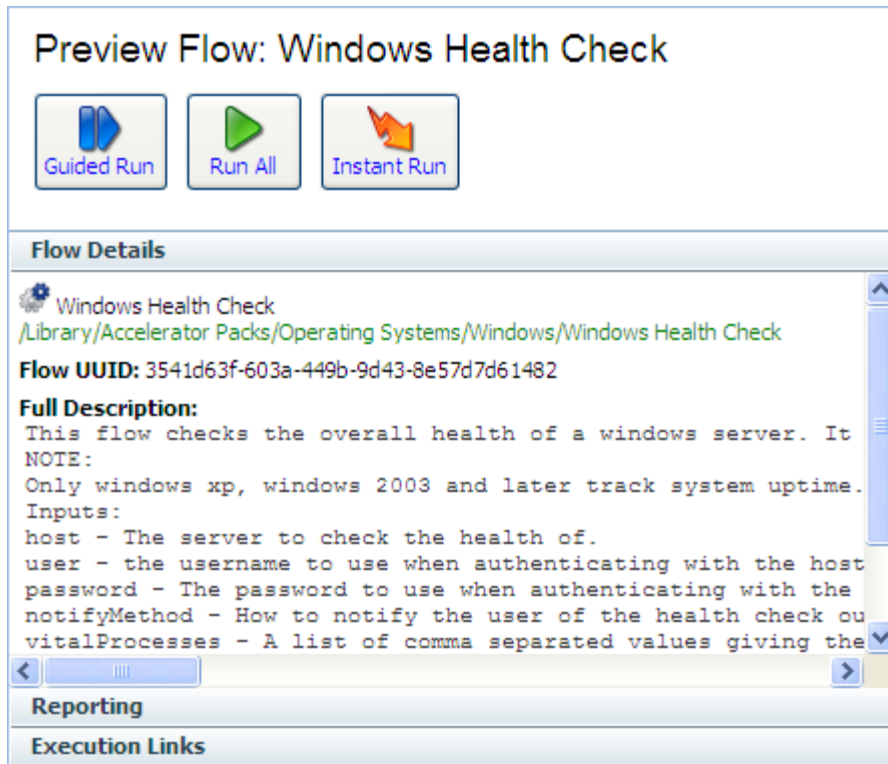 Preview Flow: Windows Health Check
Guided Run Run All Instant Run
Flow Details
Windows Health Check
/Library/Accelerator Packs/Operating Systems/Windows/Windows Health Check
Flow UUID: 3541d63f-603a-449b-9d43-8e57d7d61482
Full Description:
This flow checks the overall health of a windows server. It
NOTE:
Only windows xp, windows 2003 and later track system uptime.
Inputs:
host - The server to check the health of.
user - the username to use when authenticating with the host
password - The password to use when authenticating with the
notifyMethod - How to notify the user of the health check ou
vitalProcesses - A list of comma separated values giving the
Reporting
Execution Links